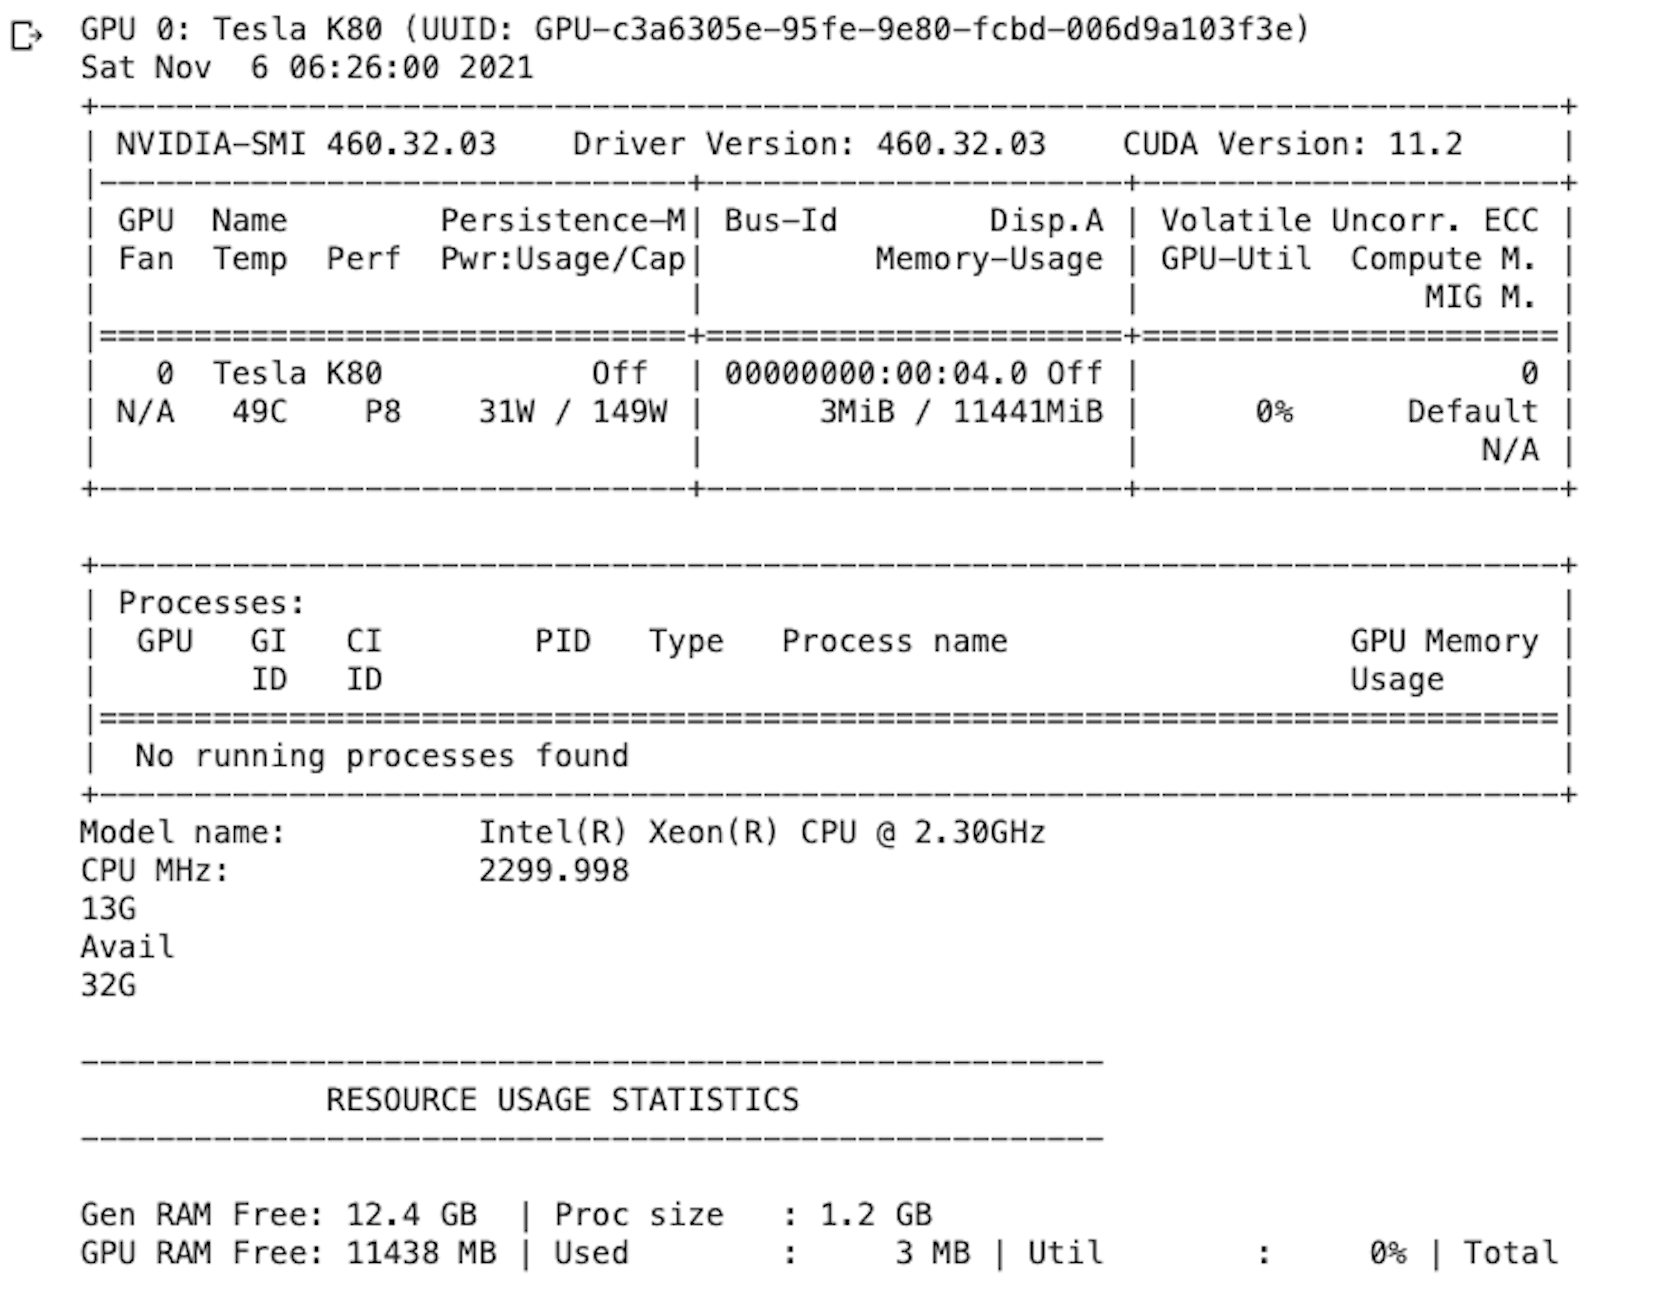 GPU 0: Tesla K80 (UUID: GPU-c3a6305e-95fe-9e80-fcbd-006d9a103f3e)
Sat Nov  6 06:26:00 2021
+-----------------------------------------------------------------------------+
| NVIDIA-SMI 460.32.03    Driver Version: 460.32.03    CUDA Version: 11.2     |
|-------------------------------+----------------------+----------------------+
| GPU  Name        Persistence-M| Bus-Id        Disp.A | Volatile Uncorr. ECC |
| Fan  Temp  Perf  Pwr:Usage/Cap|         Memory-Usage | GPU-Util  Compute M. |
|                               |                      |               MIG M. |
|===============================+======================+======================|
|   0  Tesla K80           Off  | 00000000:00:04.0 Off |                    0 |
| N/A   49C    P8    31W / 149W |      3MiB / 11441MiB |      0%      Default |
|                               |                      |                  N/A |
+-------------------------------+----------------------+----------------------+

+-----------------------------------------------------------------------------+
| Processes:                                                                  |
|  GPU   GI   CI        PID   Type   Process name                  GPU Memory |
|        ID   ID                                                   Usage      |
|=============================================================================|
|  No running processes found                                                 |
+-----------------------------------------------------------------------------+
Model name:          Intel(R) Xeon(R) CPU @ 2.30GHz
CPU MHz:             2299.998
13G
Avail
32G

------------------------------------------------------
             RESOURCE USAGE STATISTICS
------------------------------------------------------

Gen RAM Free: 12.4 GB  | Proc size   : 1.2 GB
GPU RAM Free: 11438 MB | Used        :     3 MB | Util        :     0% | Total